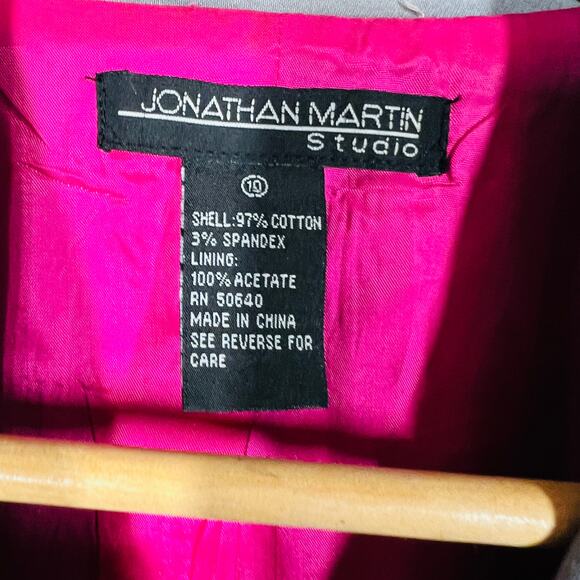 JONATHAN MARTIN
Studio
10
SHELL:97% COTTON
3% SPANDEX
LINING:
100% ACETATE
RN 50640
MADE IN CHINA
SEE REVERSE FOR
CARE